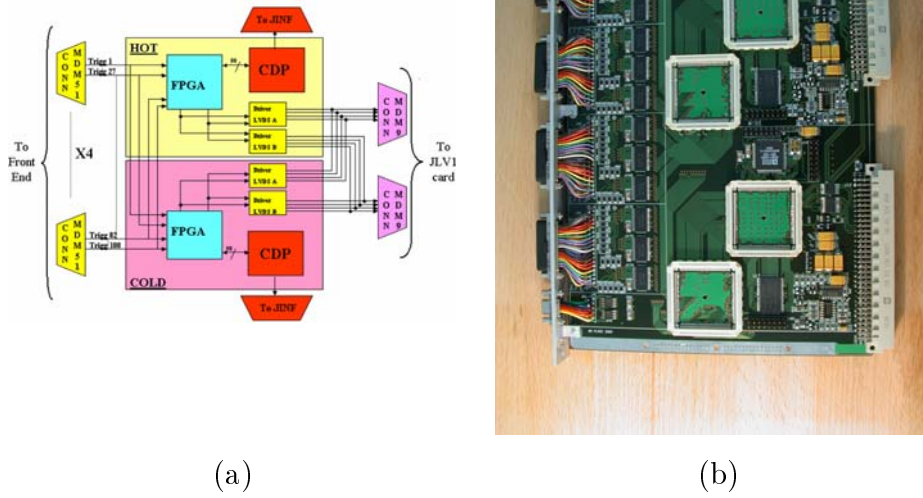 To JINF
HOT
CONN
MDM51
Trigg 1
Trigg 27
FPGA
CDP
Driver
LVDS A
Driver
LVDS B
CONN
MDM9
To
Front
End
X4
To
JLV1
card
Driver
LVDS A
Driver
LVDS B
CONN
MDM9
CONN
MDM51
Trigg 82
Trigg 108
FPGA
CDP
COLD
To JINF
(a)
(b)